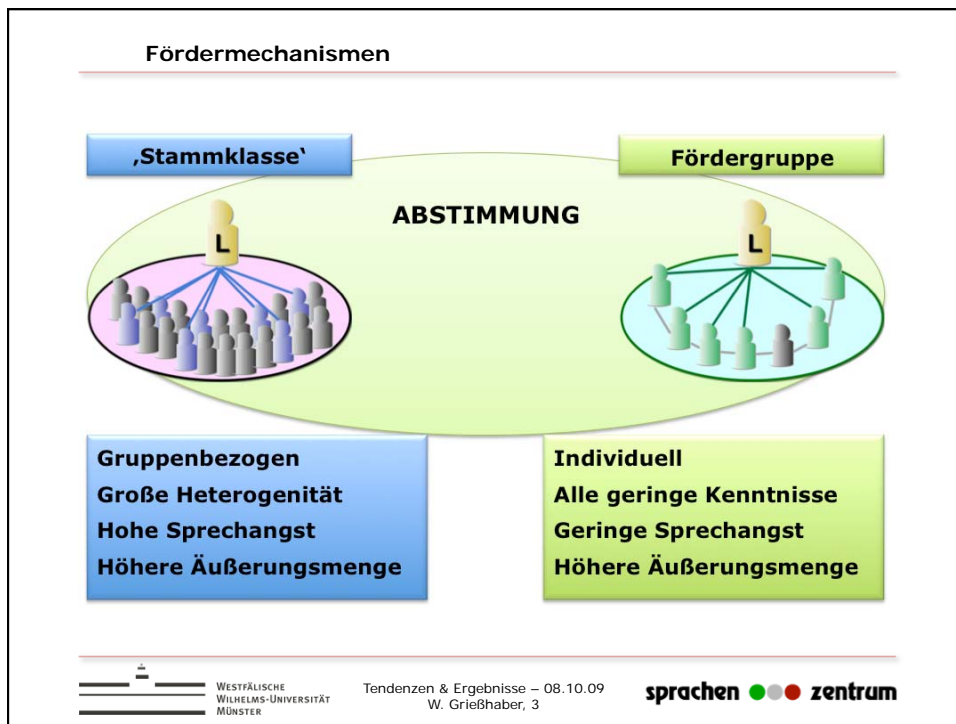 Fördermechanismen
‚Stammklasse‘
Fördergruppe
ABSTIMMUNG
L
L
Gruppenbezogen
Große Heterogenität
Hohe Sprechangst
Höhere Äußerungsmenge
Individuell
Alle geringe Kenntnisse
Geringe Sprechangst
Höhere Äußerungsmenge
WESTFÄLISCHE
WILHELMS-UNIVERSITÄT
MÜNSTER
Tendenzen & Ergebnisse – 08.10.09
W. Grießhaber, 3
sprachen zentrum